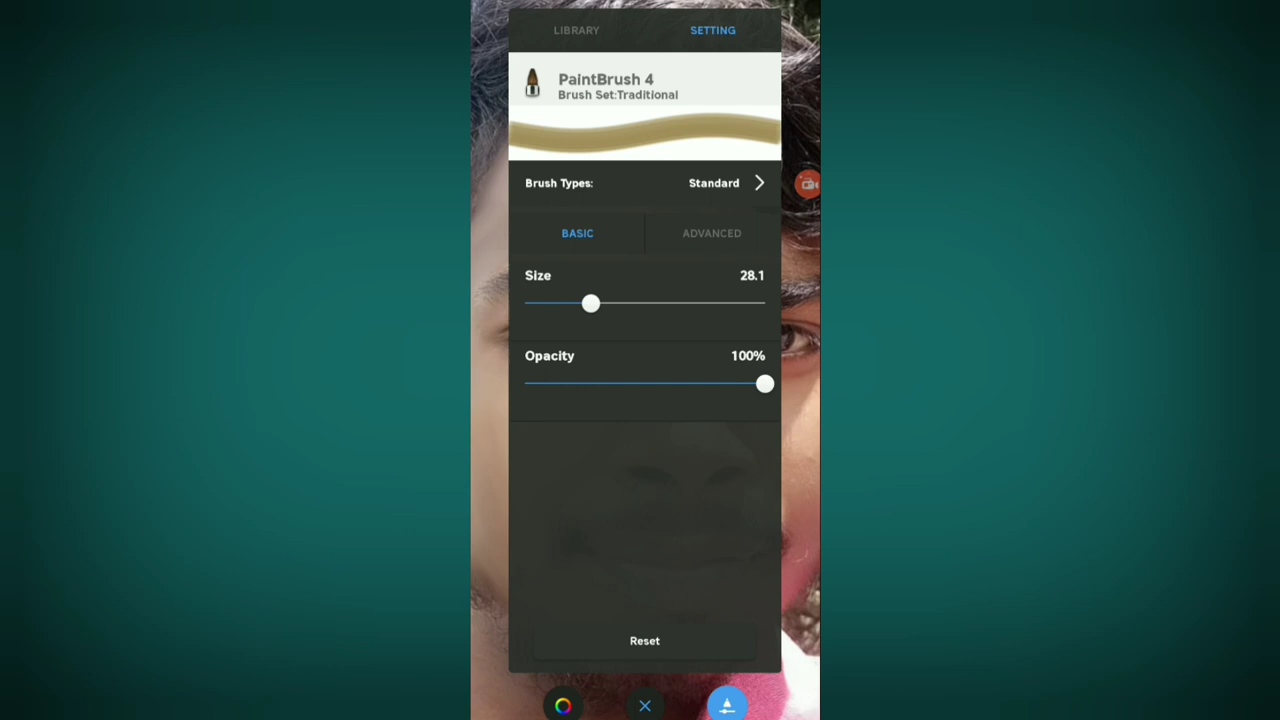 LIBRARY SETTING
PaintBrush 4
Brush Set:Traditional
Brush Types: Standard
BASIC ADVANCED
Size 28.1
Opacity 100%
Reset